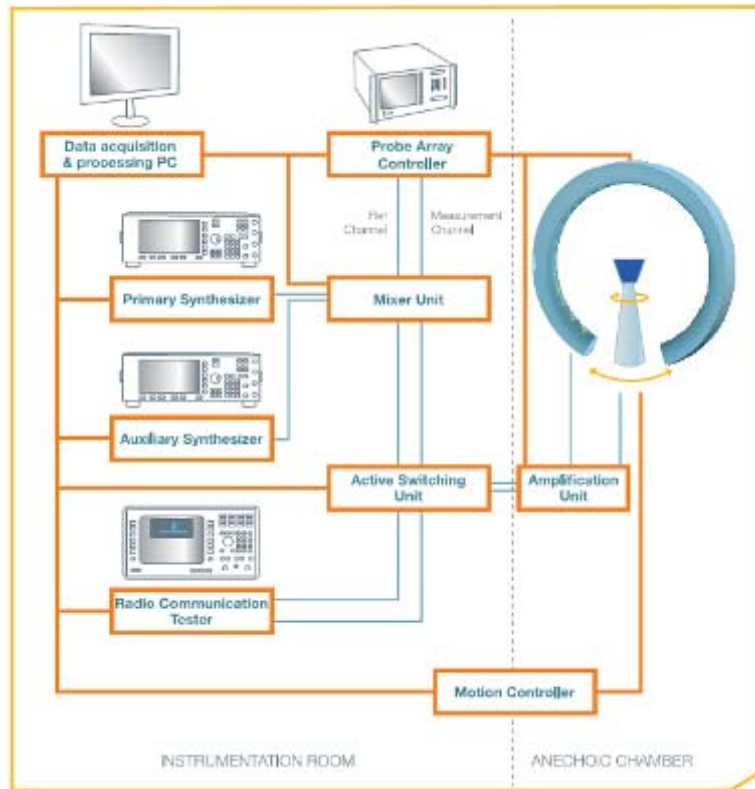 Data acquisition
& processing PC
Probe Array
Controller
Ref
Channel
Measurement
Channel
Primary Synthesizer
Mixer Unit
Auxiliary Synthesizer
Active Switching
Unit
Amplification
Unit
Radio Communication
Tester
Motion Controller
INSTRUMENTATION ROOM
ANECHOIC CHAMBER